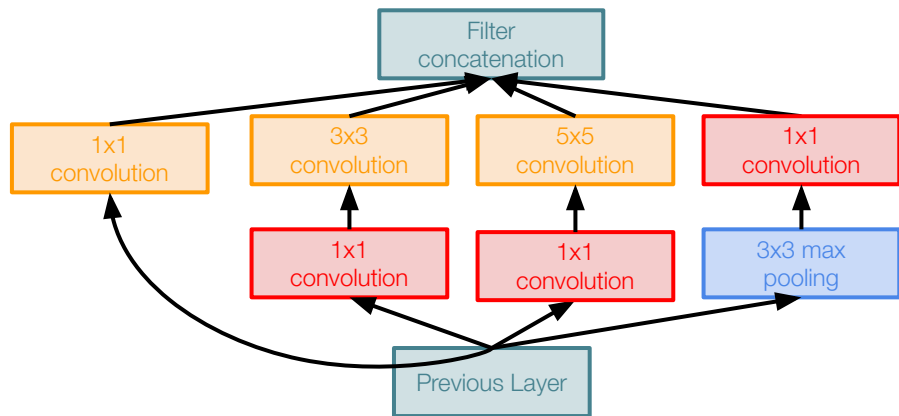 Filter
concatenation
1x1
convolution
3x3
convolution
5x5
convolution
1x1
convolution
1x1
convolution
1x1
convolution
3x3 max
pooling
Previous Layer